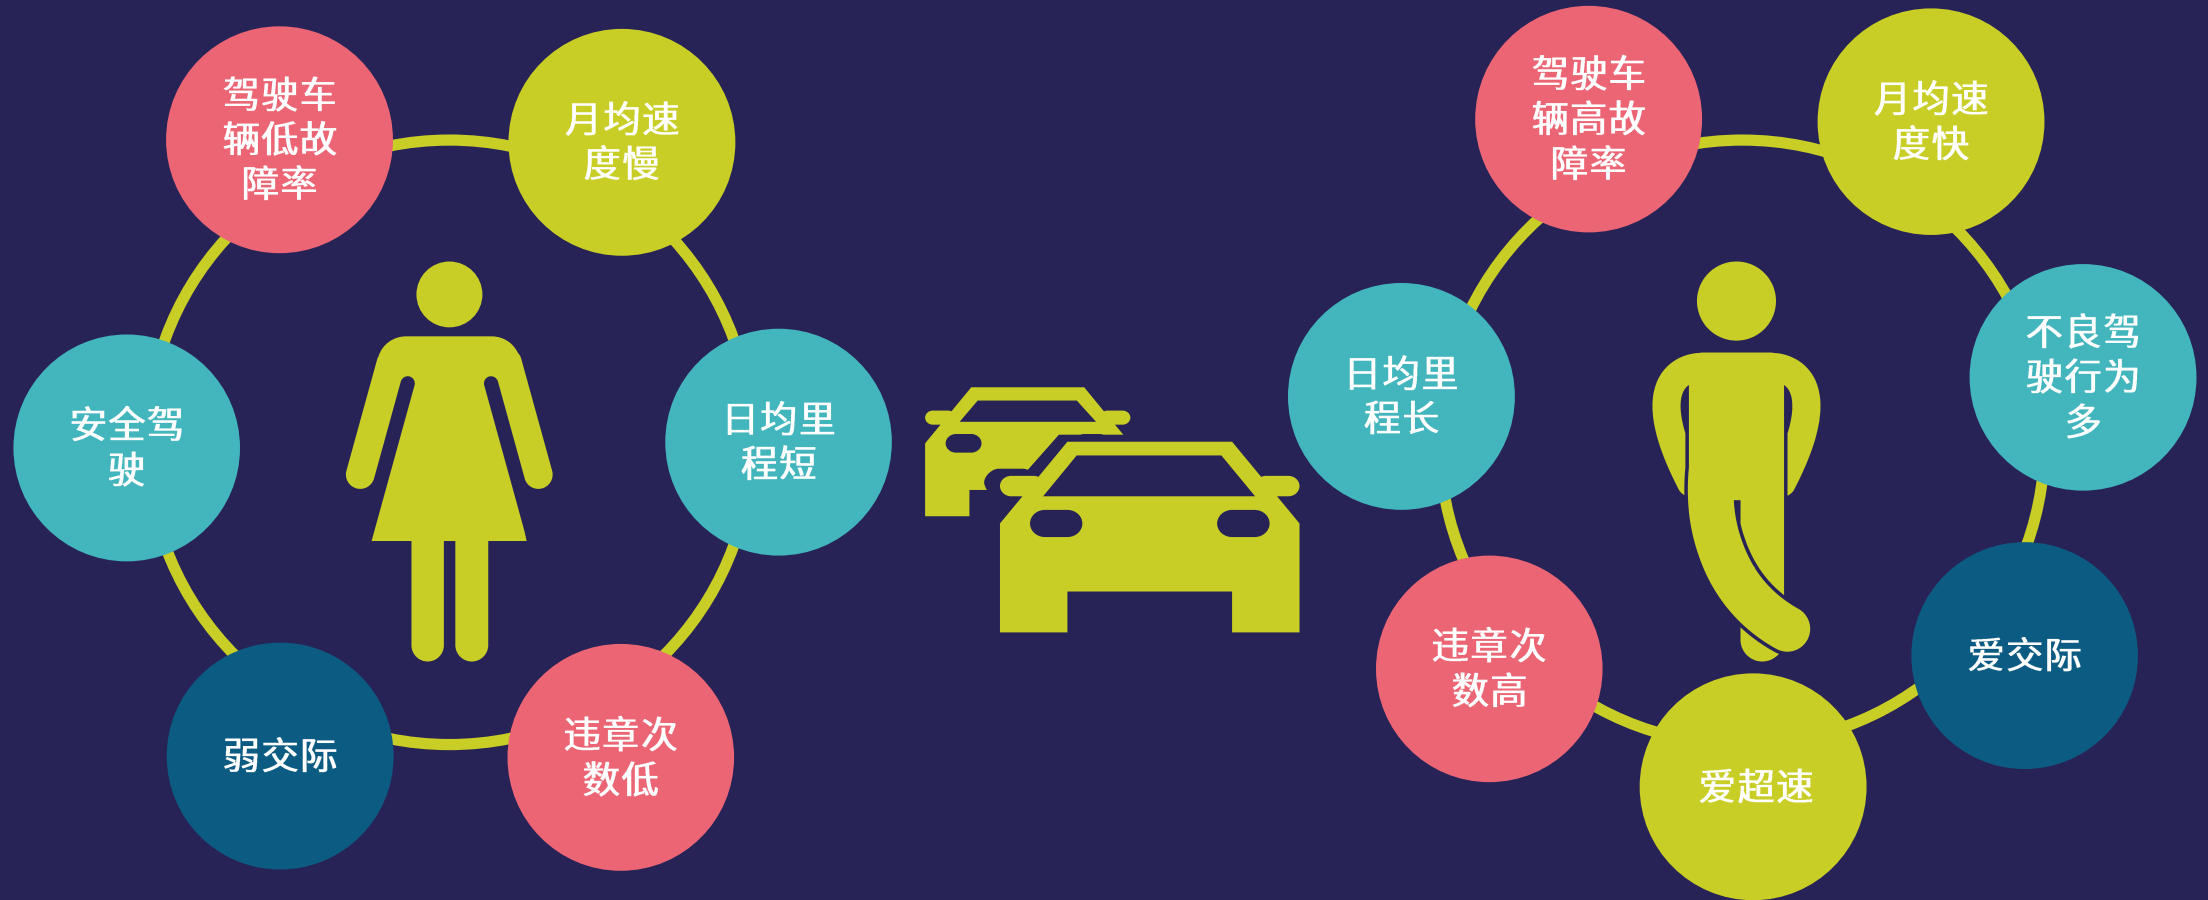 驾驶车
辆低故
障率
月均速
度慢
安全驾
驶
日均里
程短
弱交际
违章次
数低
驾驶车
辆高故
障率
月均速
度快
日均里
程长
不良驾
驶行为
多
违章次
数高
爱交际
爱超速